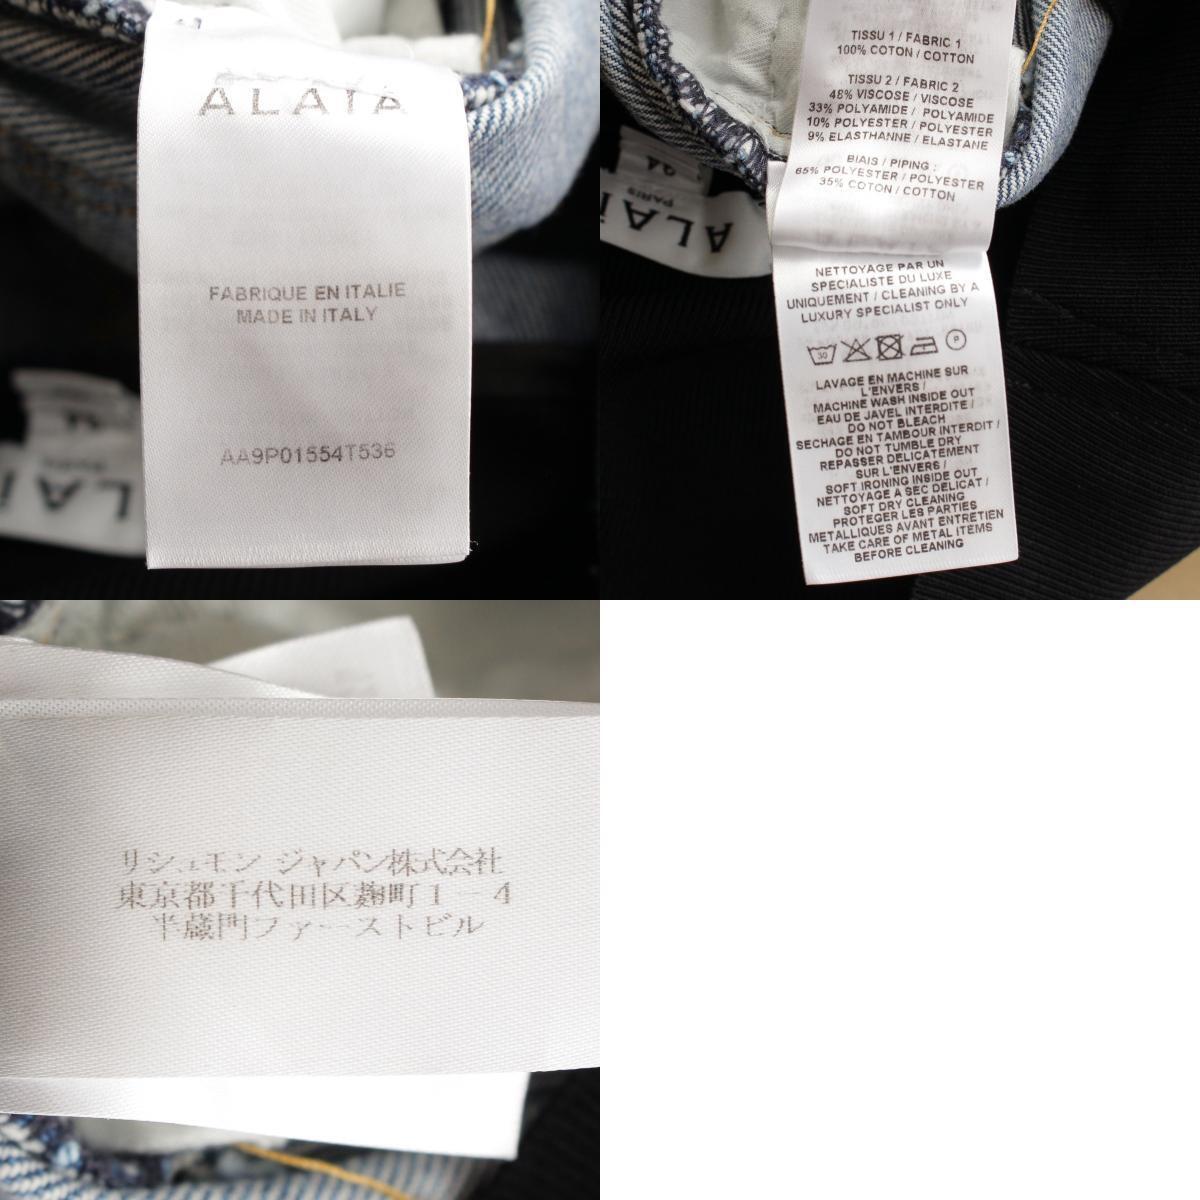 ALAÏA
FABRIQUE EN ITALIE
MADE IN ITALY
AA9P01554T536
TISSU 1 / FABRIC 1
100% COTON / COTTON
TISSU 2 / FABRIC 2
48% VISCOSE / VISCOSE
33% POLYAMIDE / POLYAMIDE
10% POLYESTER / POLYESTER
9% ELASTHANNE / ELASTANE
BIAIS / PIPING :
65% POLYESTER / POLYESTER
35% COTON / COTTON
PARIS
NETTOYAGE PAR UN
SPECIALISTE DU LUXE
UNIQUEMENT / CLEANING BY A
LUXURY SPECIALIST ONLY
30 P
LAVAGE EN MACHINE SUR
L'ENVERS /
MACHINE WASH INSIDE OUT
EAU DE JAVEL INTERDITE /
DO NOT BLEACH
SECHAGE EN TAMBOUR INTERDIT /
DO NOT TUMBLE DRY
REPASSER DELICATEMENT
SUR L'ENVERS /
SOFT IRONING INSIDE OUT
NETTOYAGE A SEC DELICAT /
SOFT DRY CLEANING
PROTEGER LES PARTIES
METALLIQUES AVANT ENTRETIEN
TAKE CARE OF METAL ITEMS
BEFORE CLEANING
リシュモン ジャパン株式会社
東京都千代田区麹町1-4
半蔵門ファーストビル